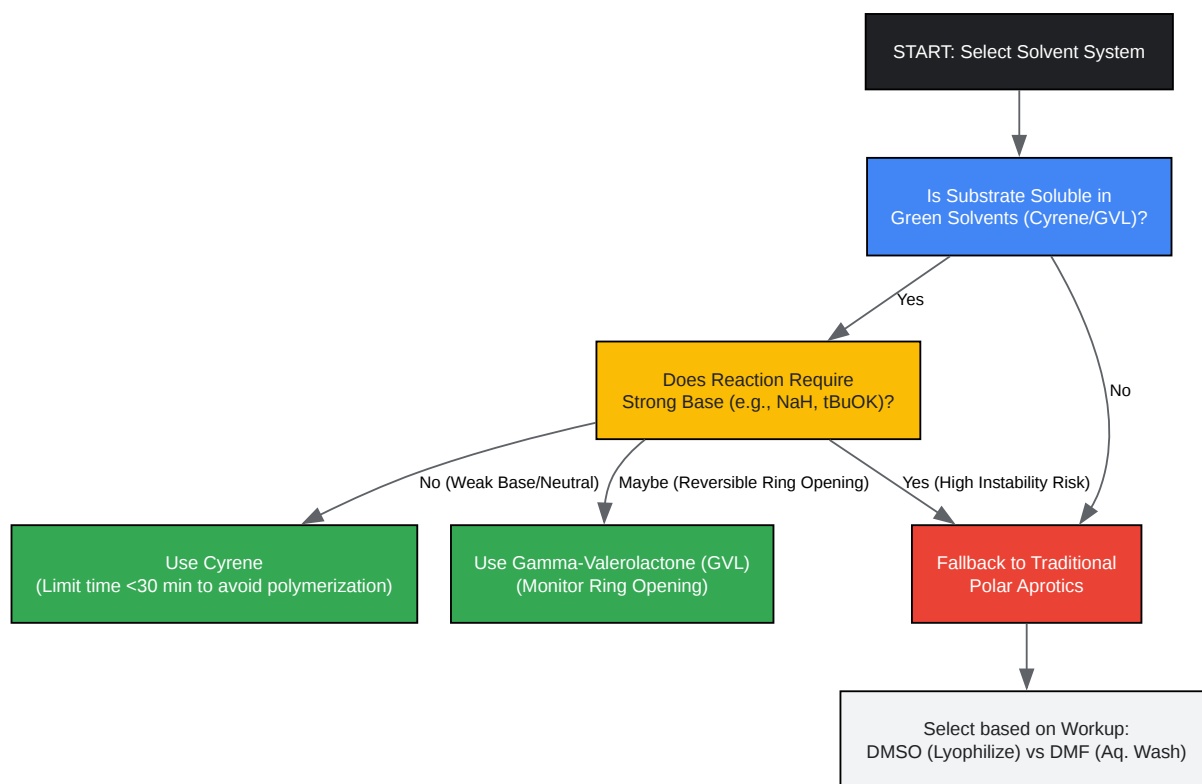 START: Select Solvent System
Is Substrate Soluble in
Green Solvents (Cyrene/GVL)?
Yes
No
Does Reaction Require
Strong Base (e.g., NaH, tBuOK)?
No (Weak Base/Neutral)
Maybe (Reversible Ring Opening)
Yes (High Instability Risk)
Use Cyrene
(Limit time <30 min to avoid polymerization)
Use Gamma-Valerolactone (GVL)
(Monitor Ring Opening)
Fallback to Traditional
Polar Aprotics
Select based on Workup:
DMSO (Lyophilize) vs DMF (Aq. Wash)